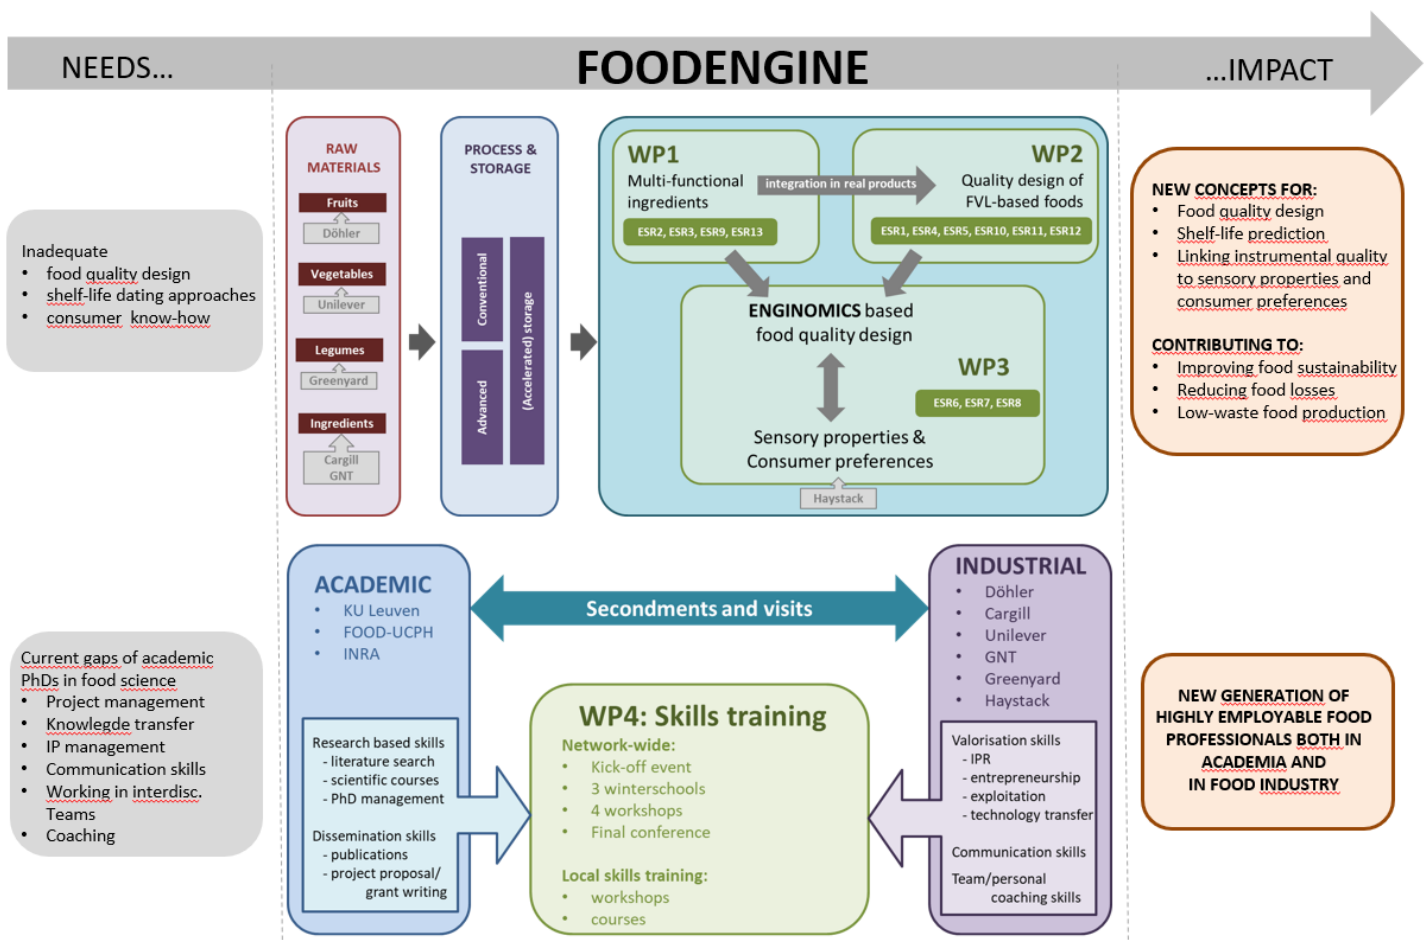 NEEDS...
FOODENGINE
...IMPACT
Inadequate
• food quality design
• shelf-life dating approaches
• consumer know-how
RAW
MATERIALS
Fruits
Döhler
Vegetables
Unilever
Legumes
Greenyard
Ingredients
Cargill
GNT
PROCESS &
STORAGE
Conventional
Advanced
(Accelerated) storage
WP1
Multi-functional
ingredients
ESR2, ESR3, ESR9, ESR13
integration in real products
WP2
Quality design of
FVL-based foods
ESR1, ESR4, ESR5, ESR10, ESR11, ESR12
ENGINOMICS based
food quality design
WP3
ESR6, ESR7, ESR8
Sensory properties &
Consumer preferences
Haystack
NEW CONCEPTS FOR:
• Food quality design
• Shelf-life prediction
• Linking instrumental quality
to sensory properties and
consumer preferences
CONTRIBUTING TO:
• Improving food sustainability
• Reducing food losses
• Low-waste food production
Current gaps of academic
PhDs in food science
• Project management
• Knowlegde transfer
• IP management
• Communication skills
• Working in interdisc.
Teams
• Coaching
ACADEMIC
• KU Leuven
• FOOD-UCPH
• INRA
Research based skills
- literature search
- scientific courses
- PhD management
Dissemination skills
- publications
- project proposal/
grant writing
Secondments and visits
WP4: Skills training
Network-wide:
• Kick-off event
• 3 winterschools
• 4 workshops
• Final conference
Local skills training:
• workshops
• courses
INDUSTRIAL
• Döhler
• Cargill
• Unilever
• GNT
• Greenyard
• Haystack
Valorisation skills
- IPR
- entrepreneurship
- exploitation
- technology transfer
Communication skills
Team/personal
coaching skills
NEW GENERATION OF
HIGHLY EMPLOYABLE FOOD
PROFESSIONALS BOTH IN
ACADEMIA AND
IN FOOD INDUSTRY